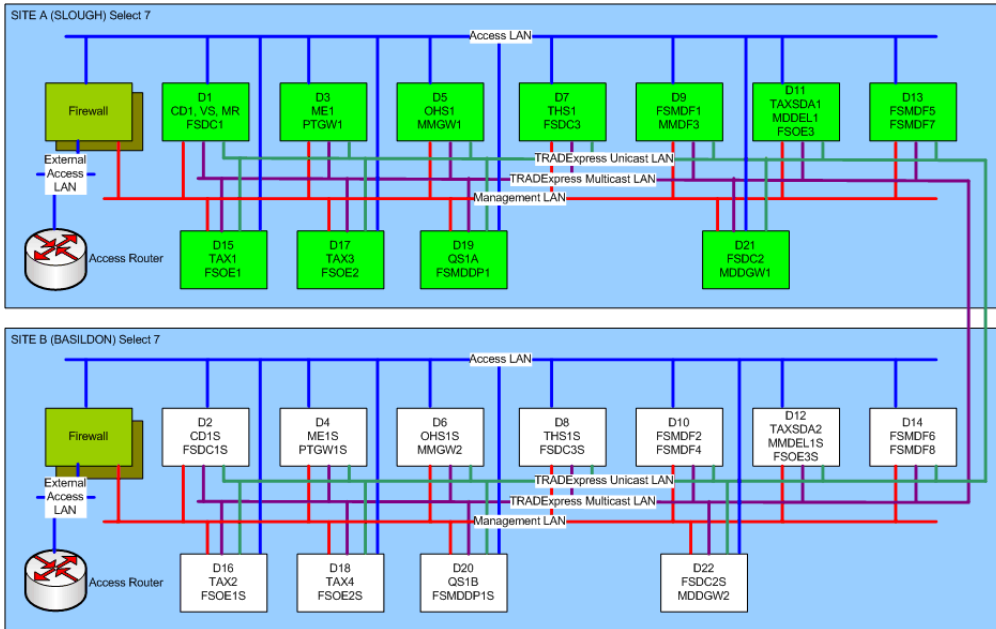 SITE A (SLOUGH) Select 7
Access LAN
Firewall
D1
CD1, VS, MR
FSDC1
D3
ME1
PTGW1
D5
OHS1
MMGW1
D7
THS1
FSDC3
D9
FSMDF1
MMDF3
D11
TAXSDA1
MDDEL1
FSOE3
D13
FSMDF5
FSMDF7
External
Access
LAN
TRADExpress Unicast LAN
TRADExpress Multicast LAN
Management LAN
Access Router
D15
TAX1
FSOE1
D17
TAX3
FSOE2
D19
QS1A
FSMDDP1
D21
FSDC2
MDDGW1
SITE B (BASILDON) Select 7
Access LAN
Firewall
D2
CD1S
FSDC1S
D4
ME1S
PTGW1S
D6
OHS1S
MMGW2
D8
THS1S
FSDC3S
D10
FSMDF2
FSMDF4
D12
TAXSDA2
MMDEL1S
FSOE3S
D14
FSMDF6
FSMDF8
External
Access
LAN
TRADExpress Unicast LAN
TRADExpress Multicast LAN
Management LAN
Access Router
D16
TAX2
FSOE1S
D18
TAX4
FSOE2S
D20
QS1B
FSMDDP1S
D22
FSDC2S
MDDGW2